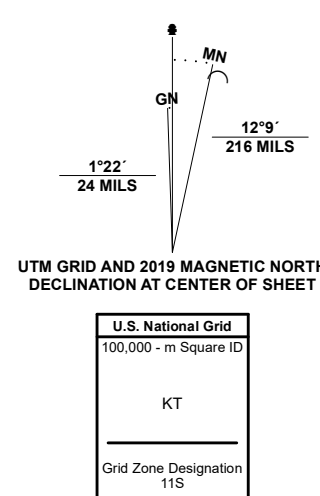 MN
GN
12°9´
216 MILS
1°22´
24 MILS
UTM GRID AND 2019 MAGNETIC NORTH
DECLINATION AT CENTER OF SHEET
U.S. National Grid
100,000 - m Square ID
KT
Grid Zone Designation
11S